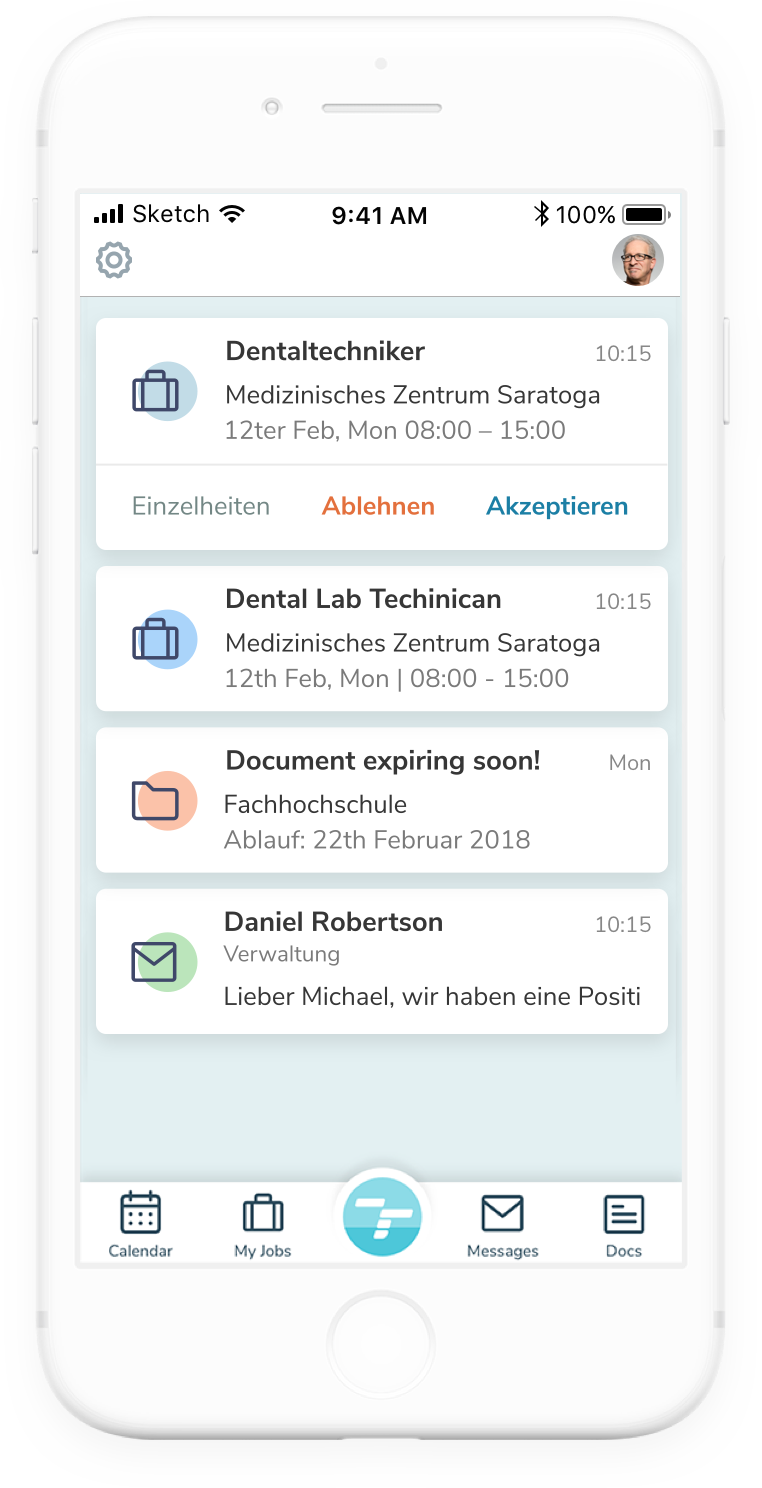 Sketch 9:41 AM 100%
Dentaltechniker 10:15
Medizinisches Zentrum Saratoga
12ter Feb, Mon 08:00 – 15:00
Einzelheiten Ablehnen Akzeptieren
Dental Lab Techinican 10:15
Medizinisches Zentrum Saratoga
12th Feb, Mon | 08:00 - 15:00
Document expiring soon! Mon
Fachhochschule
Ablauf: 22th Februar 2018
Daniel Robertson 10:15
Verwaltung
Lieber Michael, wir haben eine Positi
Calendar My Jobs Messages Docs